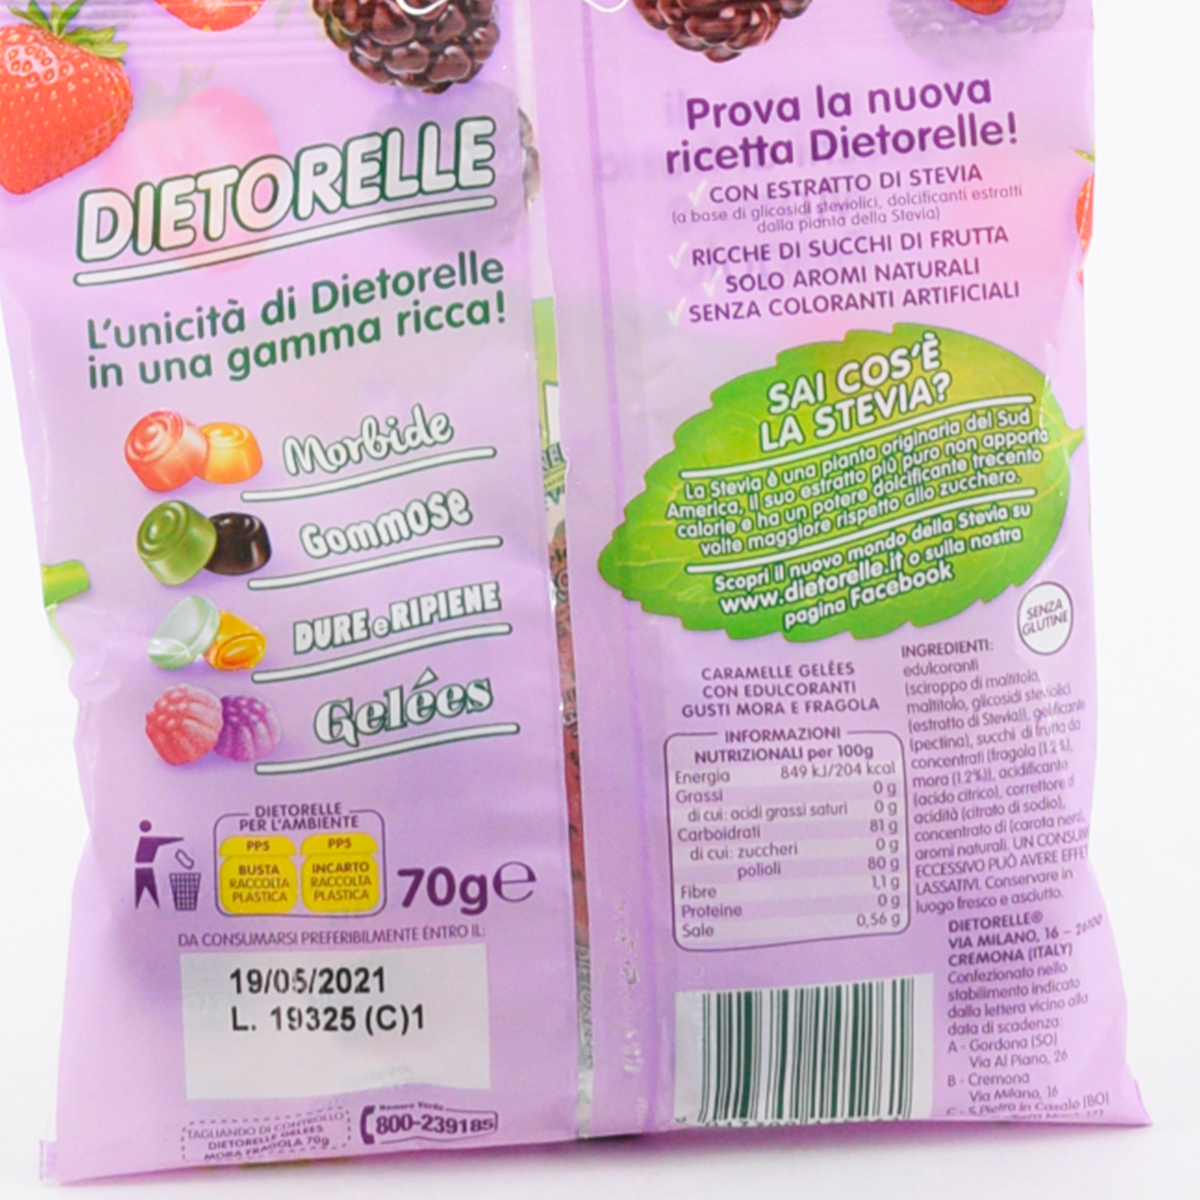 DIETORELLE
L'unicità di Dietorelle
in una gamma ricca!
Morbide
Gommose
DURE e RIPIENE
Gelées
DIETORELLE
PER L'AMBIENTE
PP5
BUSTA
RACCOLTA
PLASTICA
PP5
INCARTO
RACCOLTA
PLASTICA
70g e
DA CONSUMARSI PREFERIBILMENTE ENTRO IL:
19/05/2021
L. 19325 (C)1
TAGLIANDO DI CONTROLLO
DIETORELLE GELÉES
MORA FRAGOLA 70g
Numero Verde
800-239185
Prova la nuova
ricetta Dietorelle!
CON ESTRATTO DI STEVIA
(a base di glicosidi steviolici, dolcificanti estratti
dalla pianta della Stevia)
RICCHE DI SUCCHI DI FRUTTA
SOLO AROMI NATURALI
SENZA COLORANTI ARTIFICIALI
SAI COS'È
LA STEVIA?
La Stevia è una pianta originaria del Sud
America, il suo estratto più puro non apporta
calorie e ha un potere dolcificante trecento
volte maggiore rispetto allo zucchero.
Scopri il nuovo mondo della Stevia su
www.dietorelle.it o sulla nostra
pagina Facebook
SENZA
GLUTINE
CARAMELLE GELÉES
CON EDULCORANTI
GUSTI MORA E FRAGOLA
INFORMAZIONI
NUTRIZIONALI per 100g
Energia 849 kJ/204 kcal
Grassi 0 g
di cui: acidi grassi saturi 0 g
Carboidrati 81 g
di cui: zuccheri 0 g
polioli 80 g
Fibre 1,1 g
Proteine 0 g
Sale 0,56 g
INGREDIENTI:
edulcoranti
(sciroppo di maltitolo,
maltitolo, glicosidi steviolici
(estratto di Stevia)), gelificante
(pectina), succhi di frutta da
concentrati (fragola (1.2%),
mora (1.2%)), acidificante
(acido citrico), correttore d
acidità (citrato di sodio),
concentrato di (carota nera),
aromi naturali. UN CONSUM
ECCESSIVO PUÒ AVERE EFFET
LASSATIVI. Conservare in
luogo fresco e asciutto.
DIETORELLE®
VIA MILANO, 16 – 26100
CREMONA (ITALY)
Confezionato nello
stabilimento indicato
dalla lettera vicino alla
data di scadenza:
A - Gordona (SO)
Via Al Piano, 26
B - Cremona
Via Milano, 16
C - S.Pietro in Casale (BO)